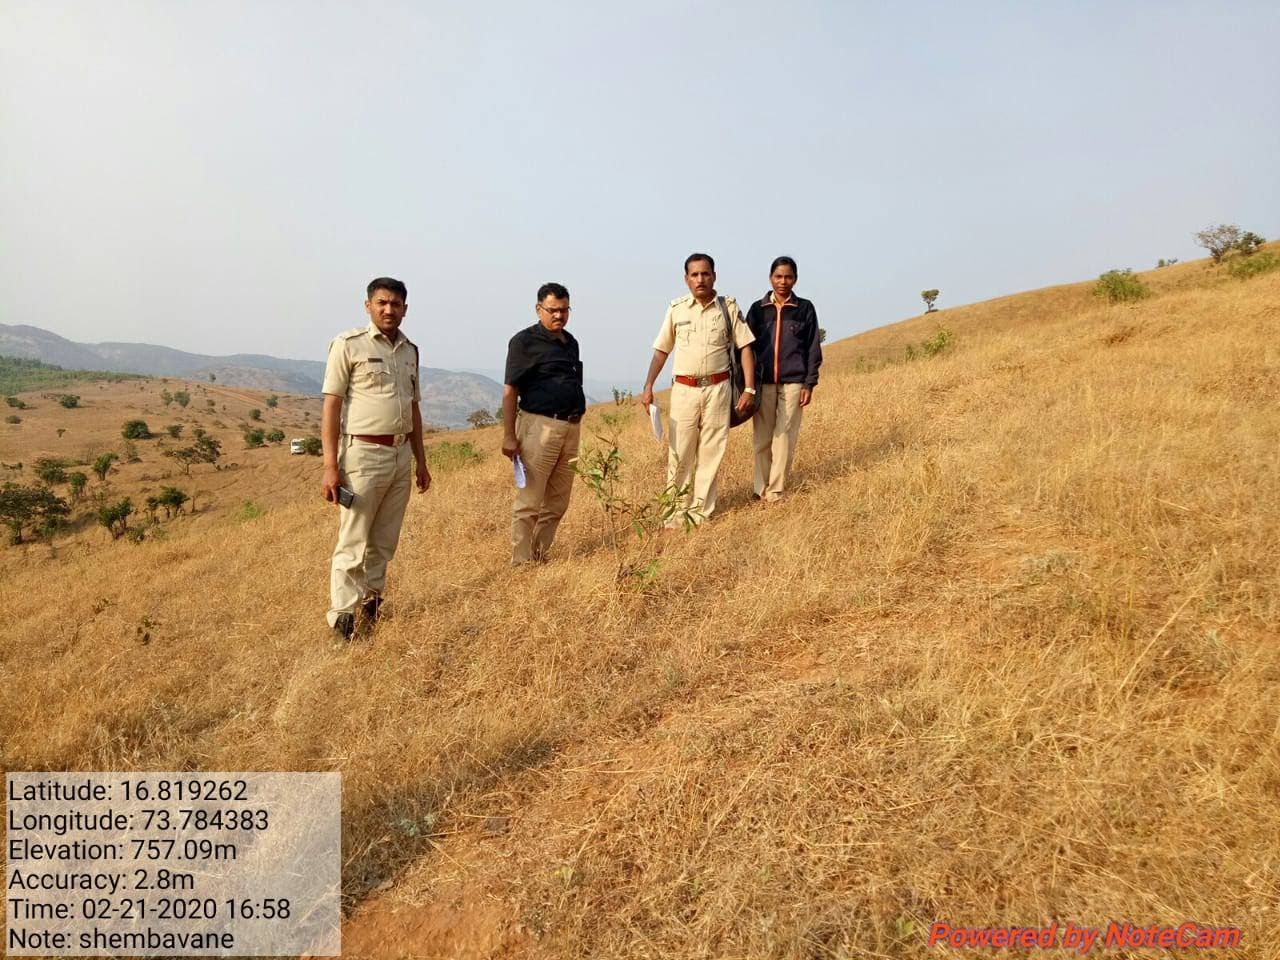 Latitude: 16.819262
Longitude: 73.784383
Elevation: 757.09m
Accuracy: 2.8m
Time: 02-21-2020 16:58
Note: shembavane
Powered by NoteCam